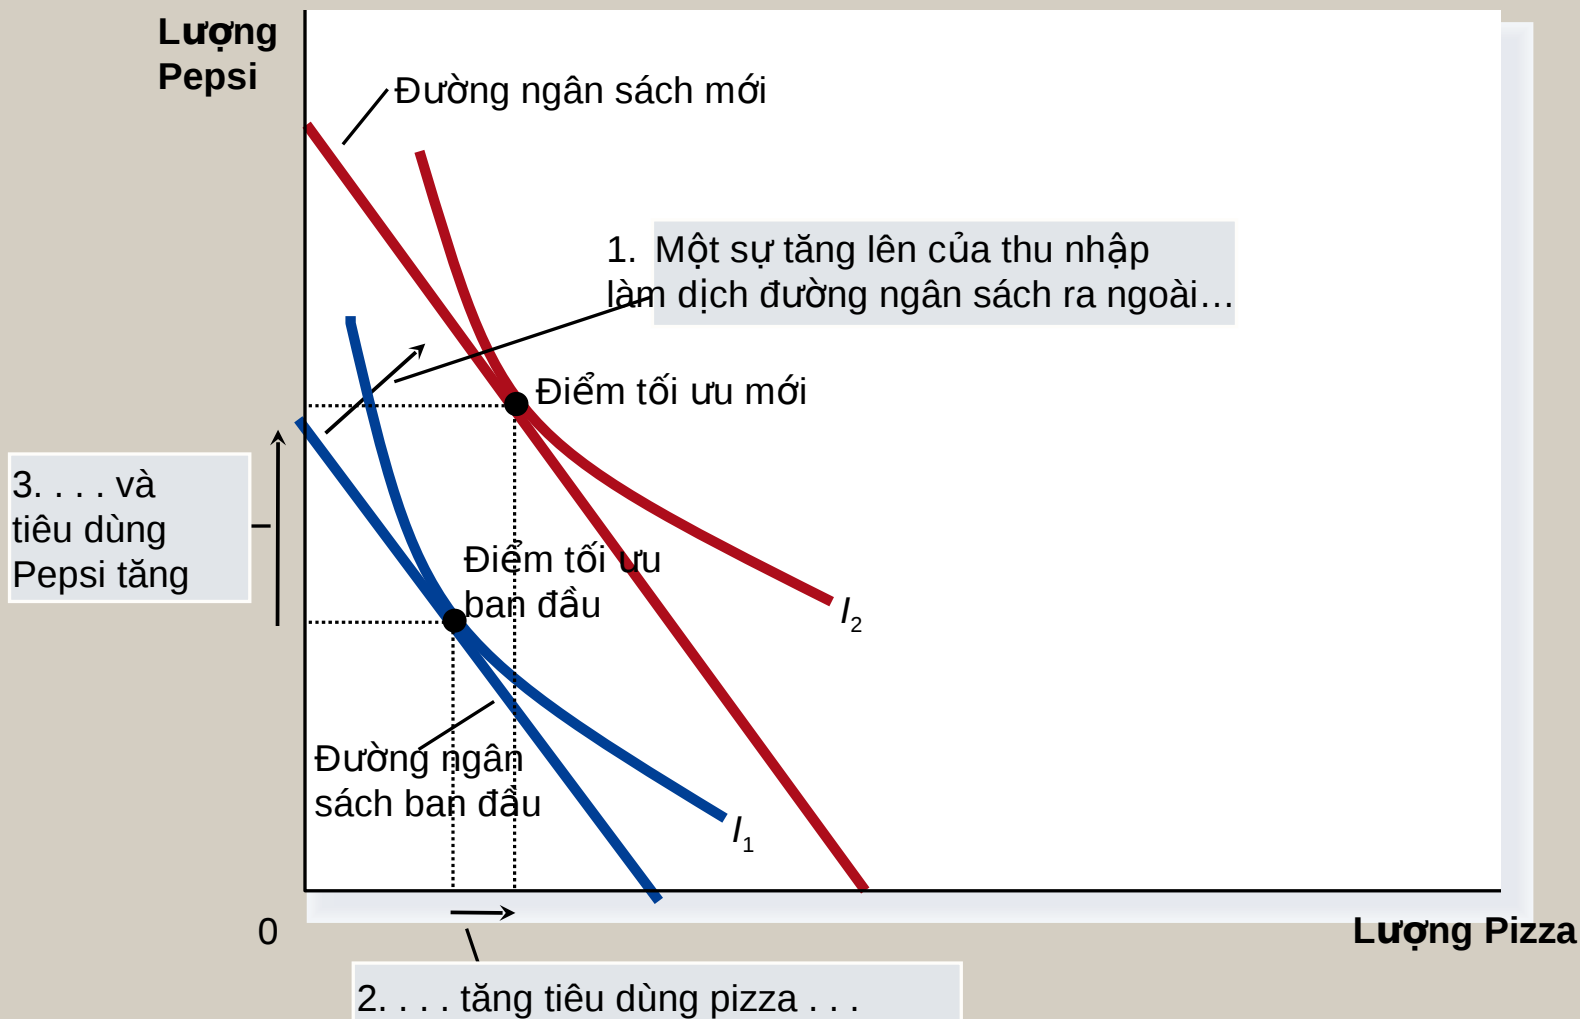 Lượng
Pepsi
Đường ngân sách mới
1. Một sự tăng lên của thu nhập
làm dịch đường ngân sách ra ngoài…
Điểm tối ưu mới
3. . . . và
tiêu dùng
Pepsi tăng
Điểm tối ưu
ban đầu
I2
Đường ngân
sách ban đầu
I1
0
Lượng Pizza
2. . . . tăng tiêu dùng pizza . . .